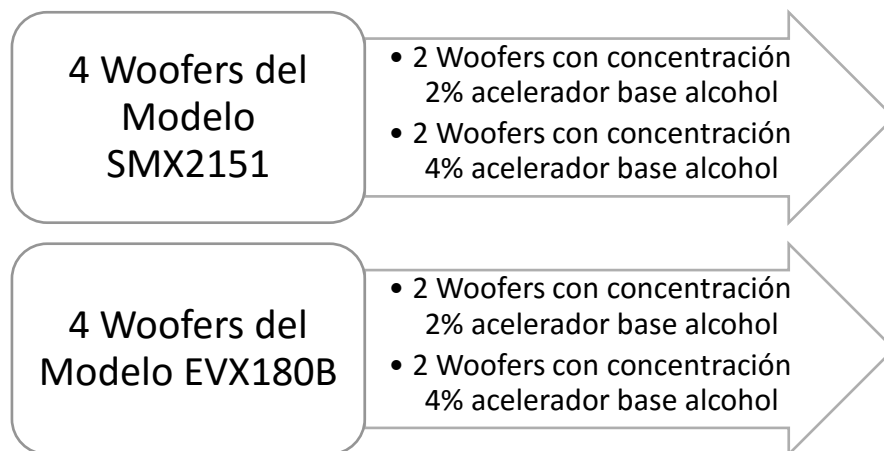 4 Woofers del
Modelo
SMX2151
• 2 Woofers con concentración
2% acelerador base alcohol
• 2 Woofers con concentración
4% acelerador base alcohol
4 Woofers del
Modelo EVX180B
• 2 Woofers con concentración
2% acelerador base alcohol
• 2 Woofers con concentración
4% acelerador base alcohol